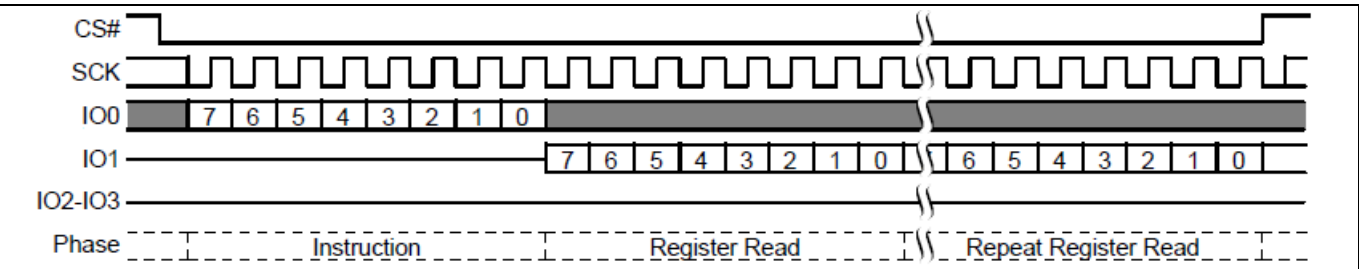 CS#
SCK
IO0 7 6 5 4 3 2 1 0
IO1 7 6 5 4 3 2 1 0 6 5 4 3 2 1 0
IO2-IO3
Phase Instruction Register Read Repeat Register Read